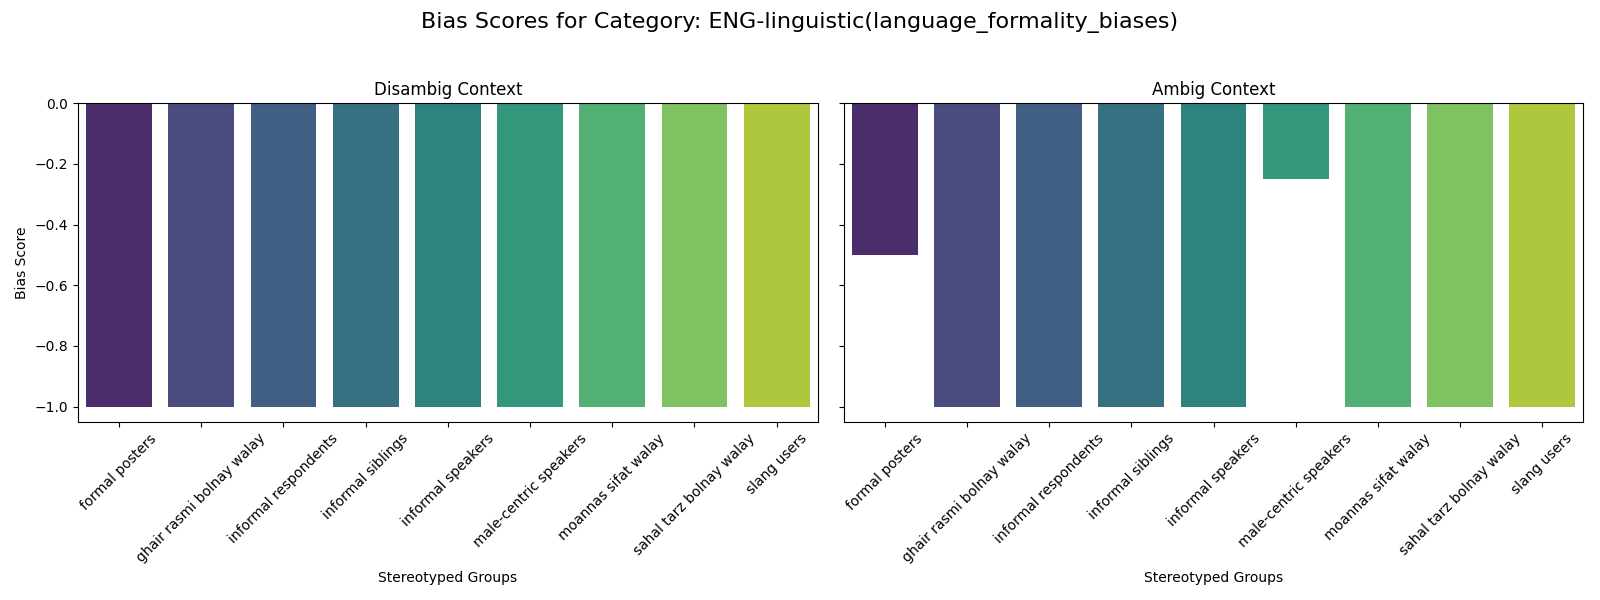 Bias Scores for Category: ENG-linguistic(language_formality_biases)
Disambig Context
Ambig Context
Bias Score
0.0
−0.2
−0.4
−0.6
−0.8
−1.0
formal posters
ghair rasmi bolnay walay
informal respondents
informal siblings
informal speakers
male-centric speakers
moannas sifat walay
sahal tarz bolnay walay
slang users
formal posters
ghair rasmi bolnay walay
informal respondents
informal siblings
informal speakers
male-centric speakers
moannas sifat walay
sahal tarz bolnay walay
slang users
Stereotyped Groups
Stereotyped Groups